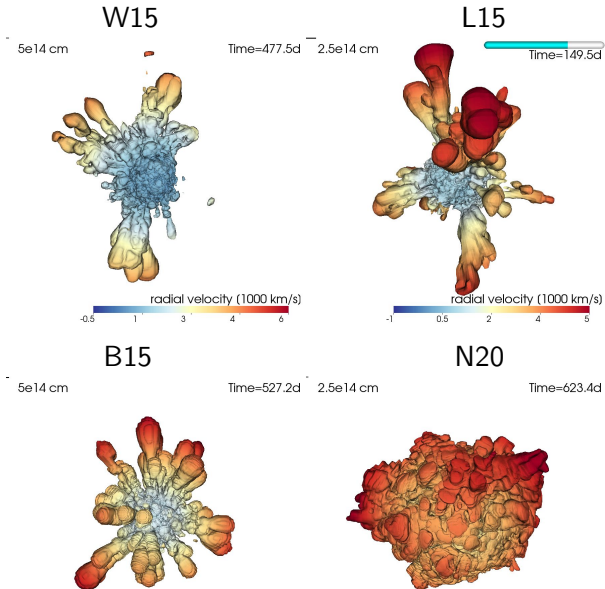 W15
L15
5e14 cm
Time=477.5d
2.5e14 cm
Time=149.5d
radial velocity [1000 km/s]
-0.5 1 3 4 6
radial velocity [1000 km/s]
-1 0.5 2 4 5
B15
N20
5e14 cm
Time=527.2d
2.5e14 cm
Time=623.4d